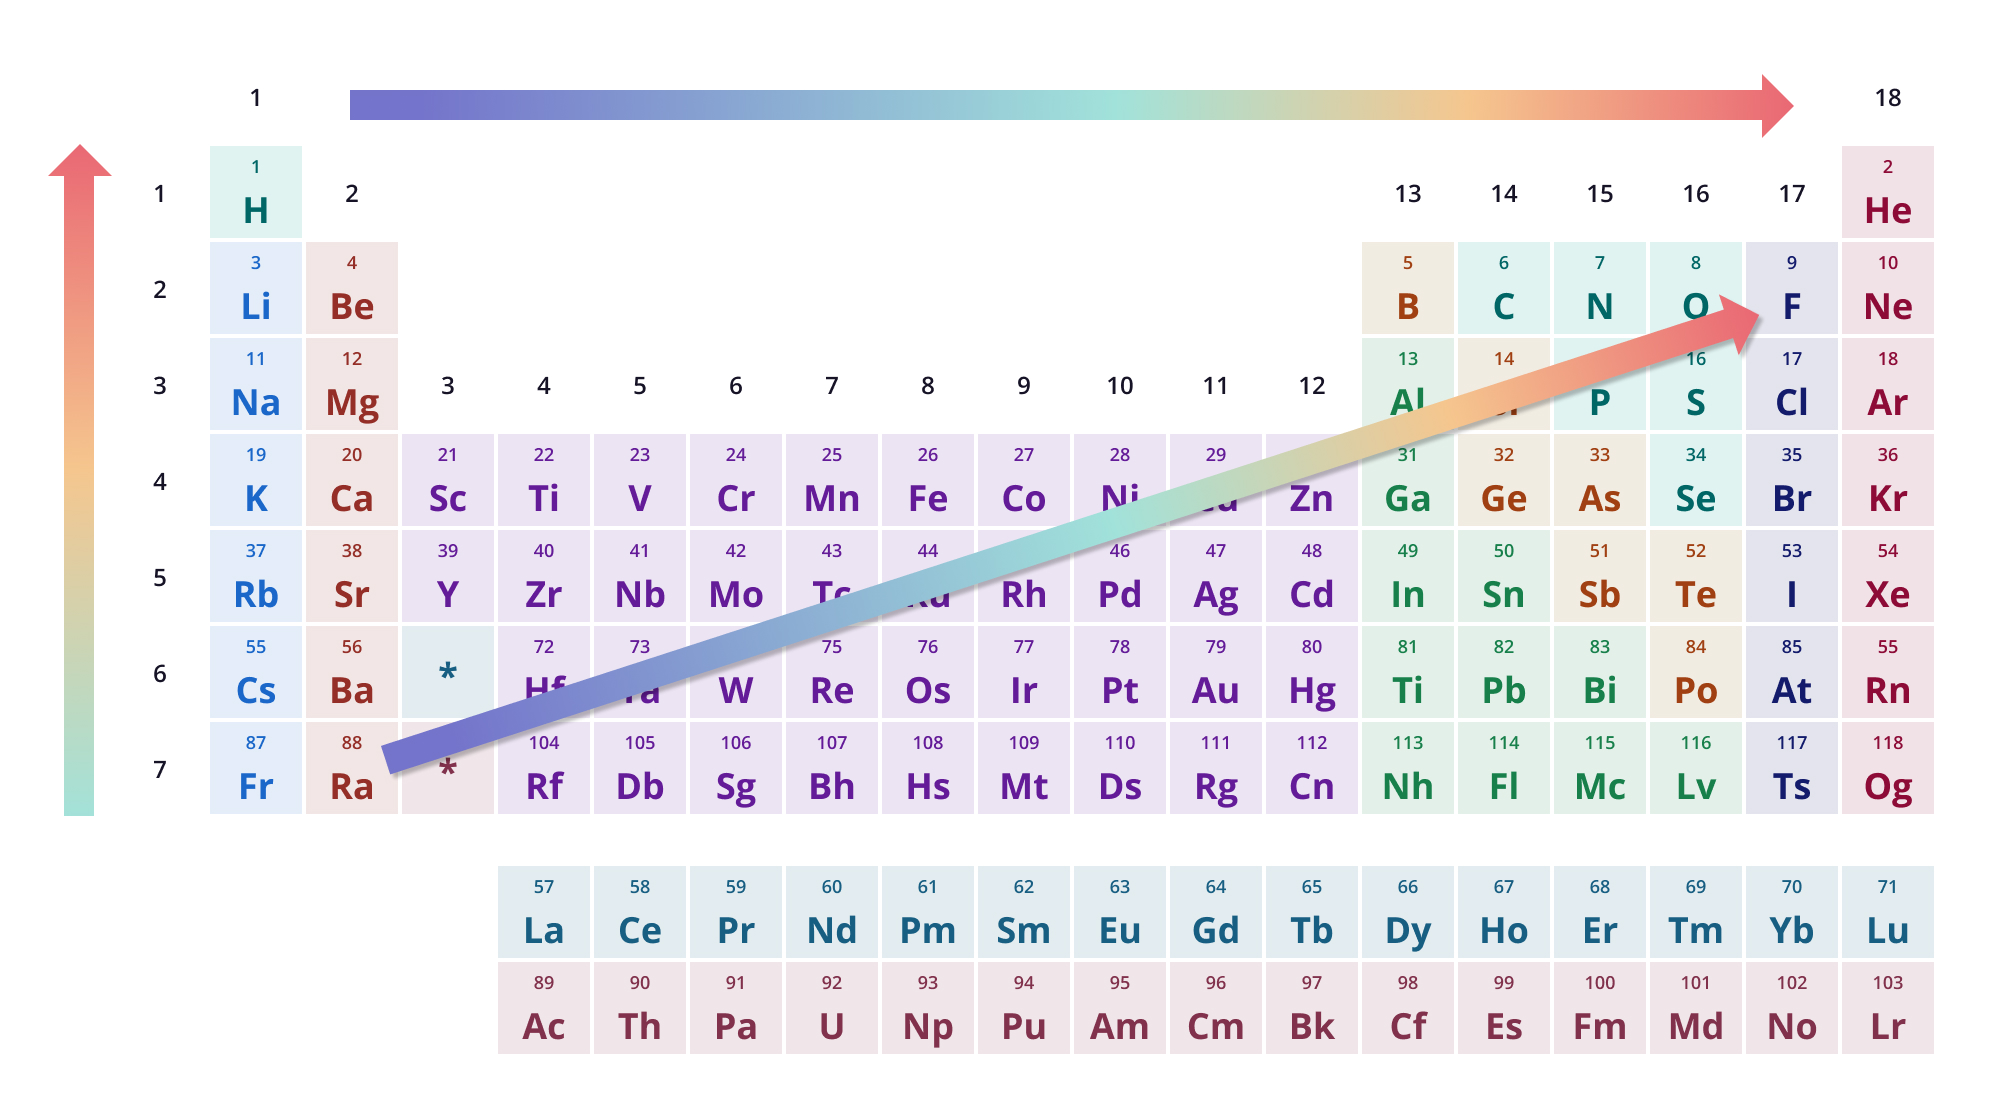 1 18
1 2
1 2 13 14 15 16 17
H He
3 4 5 6 7 8 9 10
2
Li Be B C N O F Ne
11 12 13 14 16 17 18
3 3 4 5 6 7 8 9 10 11 12
Na Mg Al P S Cl Ar
19 20 21 22 23 24 25 26 27 28 29 31 32 33 34 35 36
4
K Ca Sc Ti V Cr Mn Fe Co Ni Zn Ga Ge As Se Br Kr
37 38 39 40 41 42 43 44 46 47 48 49 50 51 52 53 54
5
Rb Sr Y Zr Nb Mo Tc Rh Pd Ag Cd In Sn Sb Te I Xe
55 56 72 73 75 76 77 78 79 80 81 82 83 84 85 55
6 *
Cs Ba Hf W Re Os Ir Pt Au Hg Ti Pb Bi Po At Rn
87 88 104 105 106 107 108 109 110 111 112 113 114 115 116 117 118
7 *
Fr Ra Rf Db Sg Bh Hs Mt Ds Rg Cn Nh Fl Mc Lv Ts Og
57 58 59 60 61 62 63 64 65 66 67 68 69 70 71
La Ce Pr Nd Pm Sm Eu Gd Tb Dy Ho Er Tm Yb Lu
89 90 91 92 93 94 95 96 97 98 99 100 101 102 103
Ac Th Pa U Np Pu Am Cm Bk Cf Es Fm Md No Lr